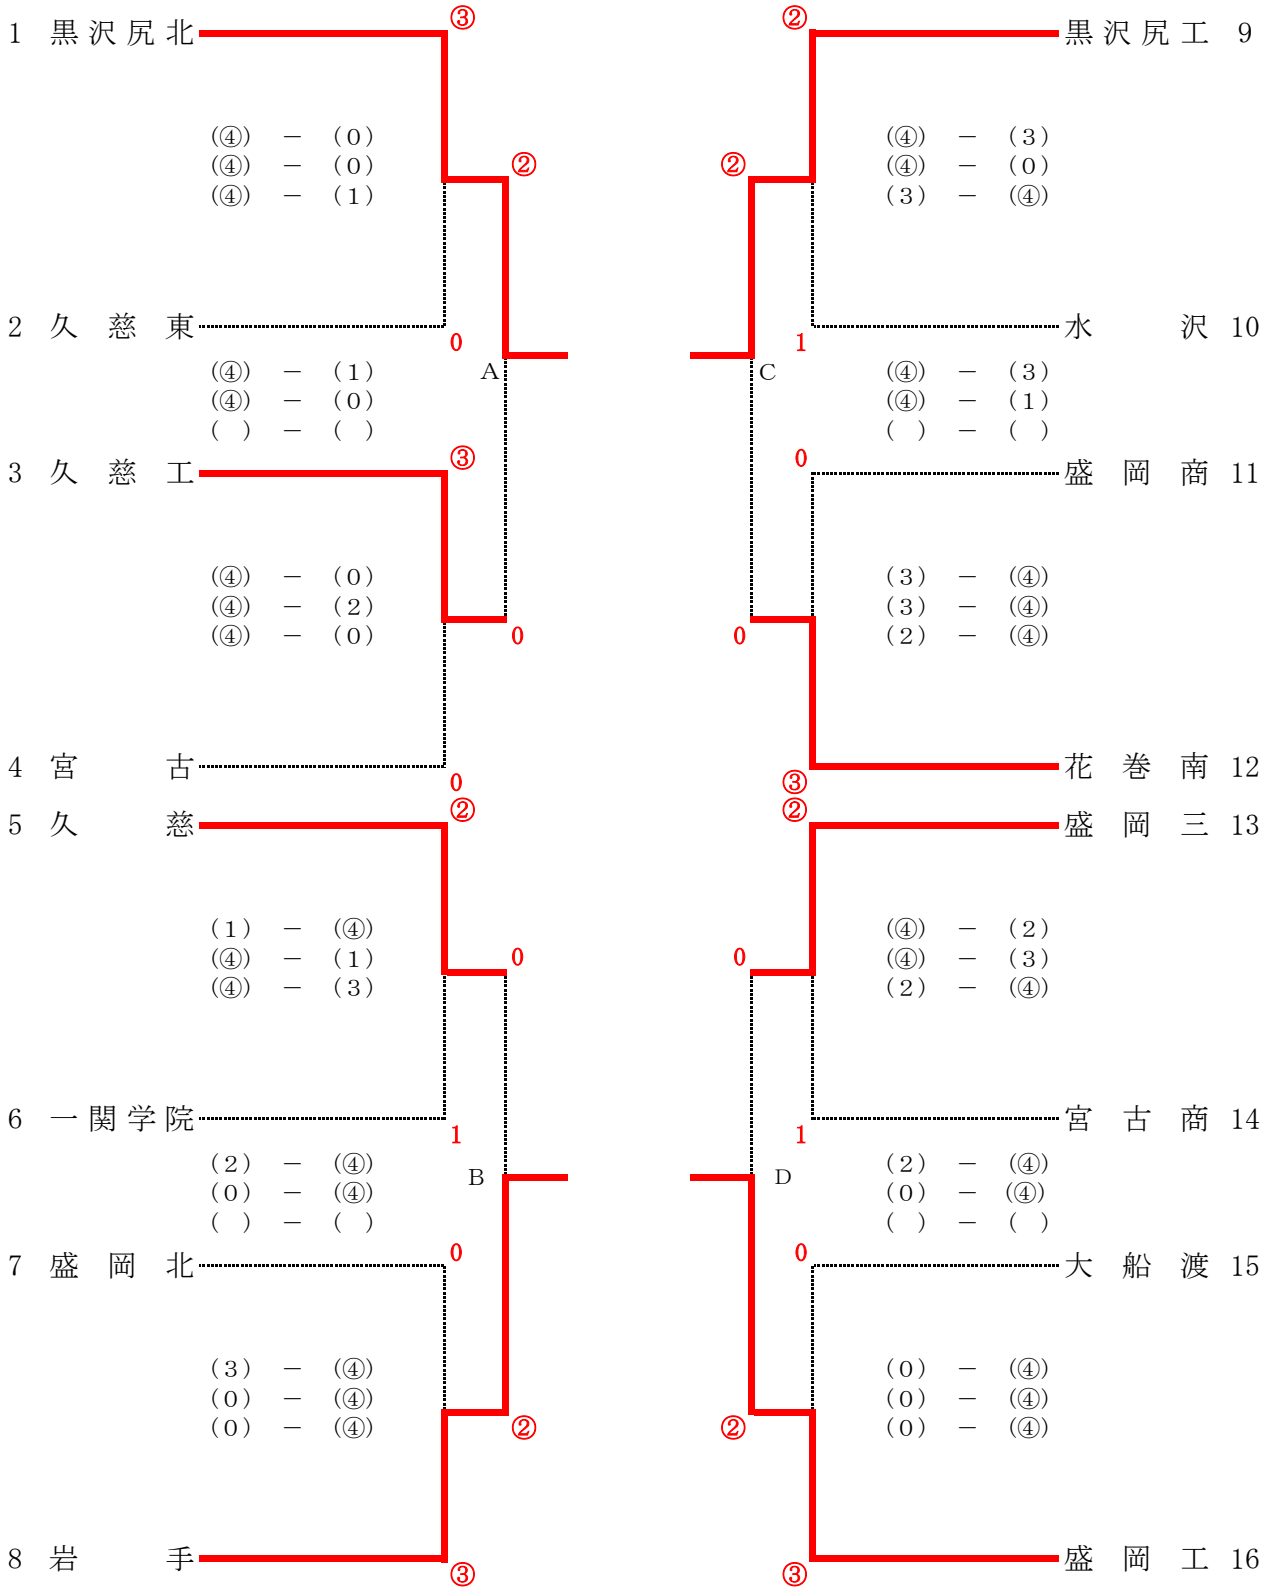 ③ ②
1 黒沢尻北 黒沢尻工 9
(④) － (0) (④) － (3)
(④) － (0) ② ② (④) － (0)
(④) － (1) (3) － (④)
2 久慈東 水沢 10
0 1
(④) － (1) A C (④) － (3)
(④) － (0) (④) － (1)
( ) － ( ) ( ) － ( )
③ 0
3 久慈工 盛岡商 11
(④) － (0) (3) － (④)
(④) － (2) (3) － (④)
(④) － (0) 0 0 (2) － (④)
4 宮古 花巻南 12
0 ③
② ②
5 久慈 盛岡三 13
(1) － (④) (④) － (2)
(④) － (1) 0 0 (④) － (3)
(④) － (3) (2) － (④)
6 一関学院 宮古商 14
1 1
(2) － (④) B D (2) － (④)
(0) － (④) (0) － (④)
( ) － ( ) ( ) － ( )
0 0
7 盛岡北 大船渡 15
(3) － (④) (0) － (④)
(0) － (④) (0) － (④)
(0) － (④) ② ② (0) － (④)
8 岩手 盛岡工 16
③ ③